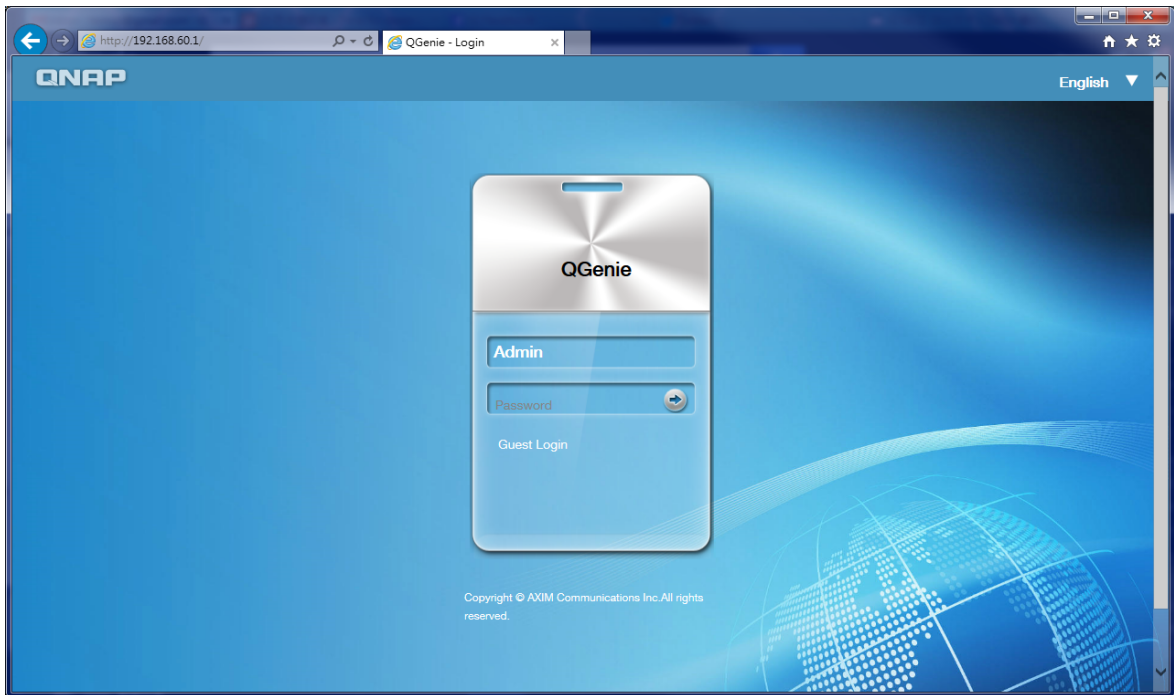 http://192.168.60.1/
QGenie - Login
QNAP
English
QGenie
Admin
Password
Guest Login
Copyright © AXIM Communications Inc.All rights
reserved.